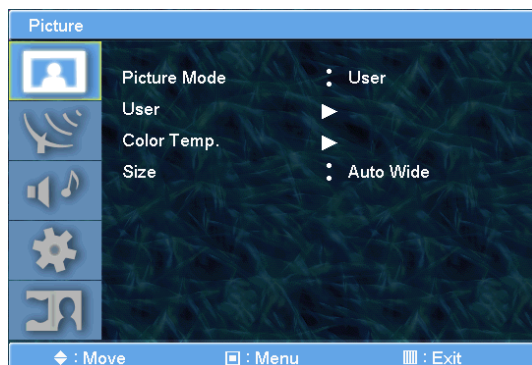 Picture
Picture Mode : User
User ▶
Color Temp. ▶
Size : Auto Wide
: Move : Menu : Exit